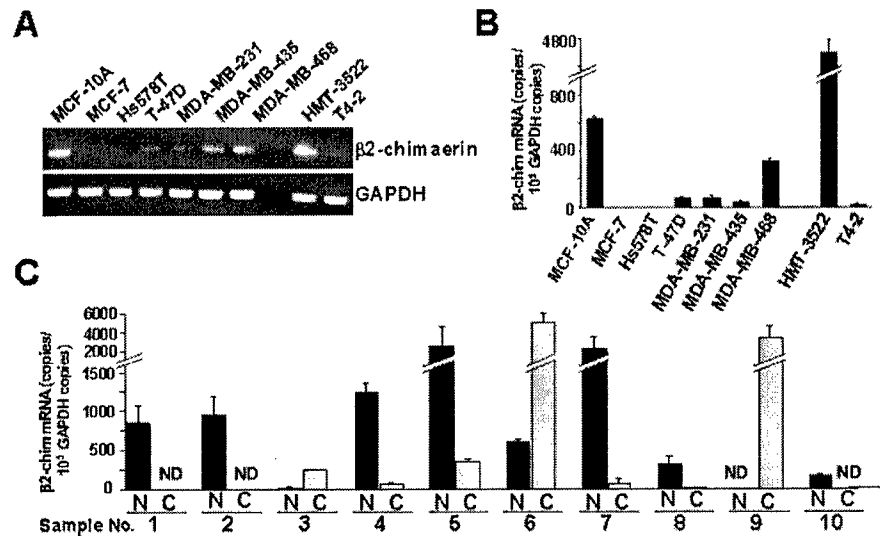 A
MCF-10A
MCF-7
Hs578T
T-47D
MDA-MB-231
MDA-MB-435
MDA-MB-468
HMT-3522
T4-2
β2-chimaerin
GAPDH
B
β2-chim mRNA (copies/
10³ GAPDH copies)
4800
800
400
0
MCF-10A
MCF-7
Hs578T
T-47D
MDA-MB-231
MDA-MB-435
MDA-MB-468
HMT-3522
T4-2
C
β2-chim mRNA (copies/
10³ GAPDH copies)
6000
4000
2000
1500
1000
500
0
ND
ND
ND
ND
N C N C N C N C N C N C N C N C N C N C
Sample No. 1 2 3 4 5 6 7 8 9 10